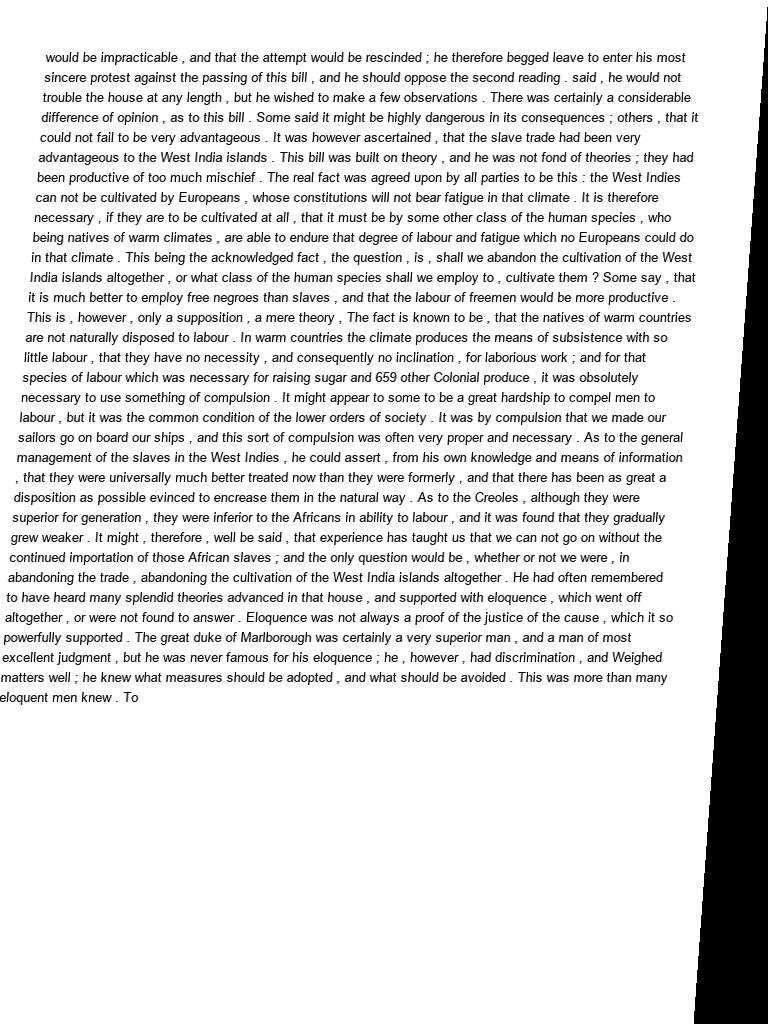 would be impracticable , and that the attempt would be rescinded ; he therefore begged leave to enter his most
sincere protest against the passing of this bill , and he should oppose the second reading . said , he would not
trouble the house at any length , but he wished to make a few observations . There was certainly a considerable
difference of opinion , as to this bill . Some said it might be highly dangerous in its consequences ; others , that it
could not fail to be very advantageous . It was however ascertained , that the slave trade had been very
advantageous to the West India islands . This bill was built on theory , and he was not fond of theories ; they had
been productive of too much mischief . The real fact was agreed upon by all parties to be this : the West Indies
can not be cultivated by Europeans , whose constitutions will not bear fatigue in that climate . It is therefore
necessary , if they are to be cultivated at all , that it must be by some other class of the human species , who
being natives of warm climates , are able to endure that degree of labour and fatigue which no Europeans could do
in that climate . This being the acknowledged fact , the question , is , shall we abandon the cultivation of the West
India islands altogether , or what class of the human species shall we employ to , cultivate them ? Some say , that
it is much better to employ free negroes than slaves , and that the labour of freemen would be more productive .
This is , however , only a supposition , a mere theory , The fact is known to be , that the natives of warm countries
are not naturally disposed to labour . In warm countries the climate produces the means of subsistence with so
little labour , that they have no necessity , and consequently no inclination , for laborious work ; and for that
species of labour which was necessary for raising sugar and 659 other Colonial produce , it was absolutely
necessary to use something of compulsion . It might appear to some to be a great hardship to compel men to
labour , but it was the common condition of the lower orders of society . It was by compulsion that we made our
sailors go on board our ships , and this sort of compulsion was often very proper and necessary . As to the general
management of the slaves in the West Indies , he could assert , from his own knowledge and means of information
, that they were universally much better treated now than they were formerly , and that there has been as great a
disposition as possible evinced to encrease them in the natural way . As to the Creoles , although they were
superior for generation , they were inferior to the Africans in ability to labour , and it was found that they gradually
grew weaker . It might , therefore , well be said , that experience has taught us that we can not go on without the
continued importation of those African slaves ; and the only question would be , whether or not we were , in
abandoning the trade , abandoning the cultivation of the West India islands altogether . He had often remembered
to have heard many splendid theories advanced in that house , and supported with eloquence , which went off
altogether , or were not found to answer . Eloquence was not always a proof of the justice of the cause , which it so
powerfully supported . The great duke of Marlborough was certainly a very superior man , and a man of most
excellent judgment , but he was never famous for his eloquence ; he , however , had discrimination , and Weighed
matters well ; he knew what measures should be adopted , and what should be avoided . This was more than many
eloquent men knew . To